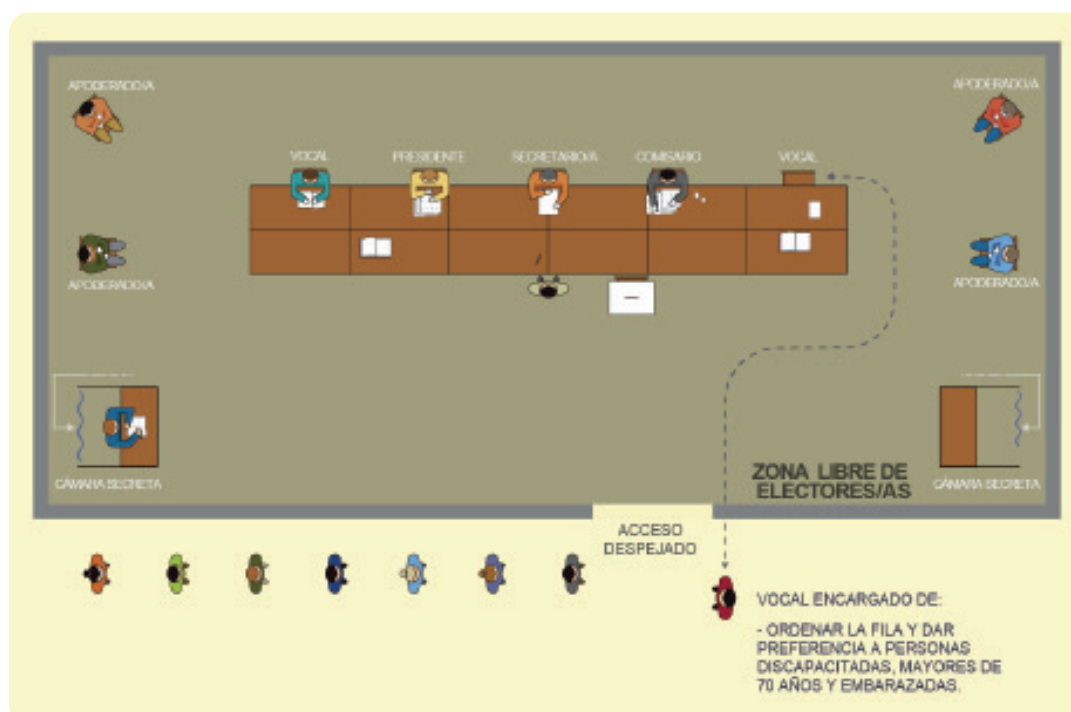 APODERADO/A
APODERADO/A
VOCAL
PRESIDENTE
SECRETARIO/A
COMISARIO
VOCAL
APODERADO/A
APODERADO/A
ZONA LIBRE DE
ELECTORES/AS
CÁMARA SECRETA
CÁMARA SECRETA
ACCESO
DESPEJADO
VOCAL ENCARGADO DE:
- ORDENAR LA FILA Y DAR
PREFERENCIA A PERSONAS
DISCAPACITADAS, MAYORES DE
70 AÑOS Y EMBARAZADAS.